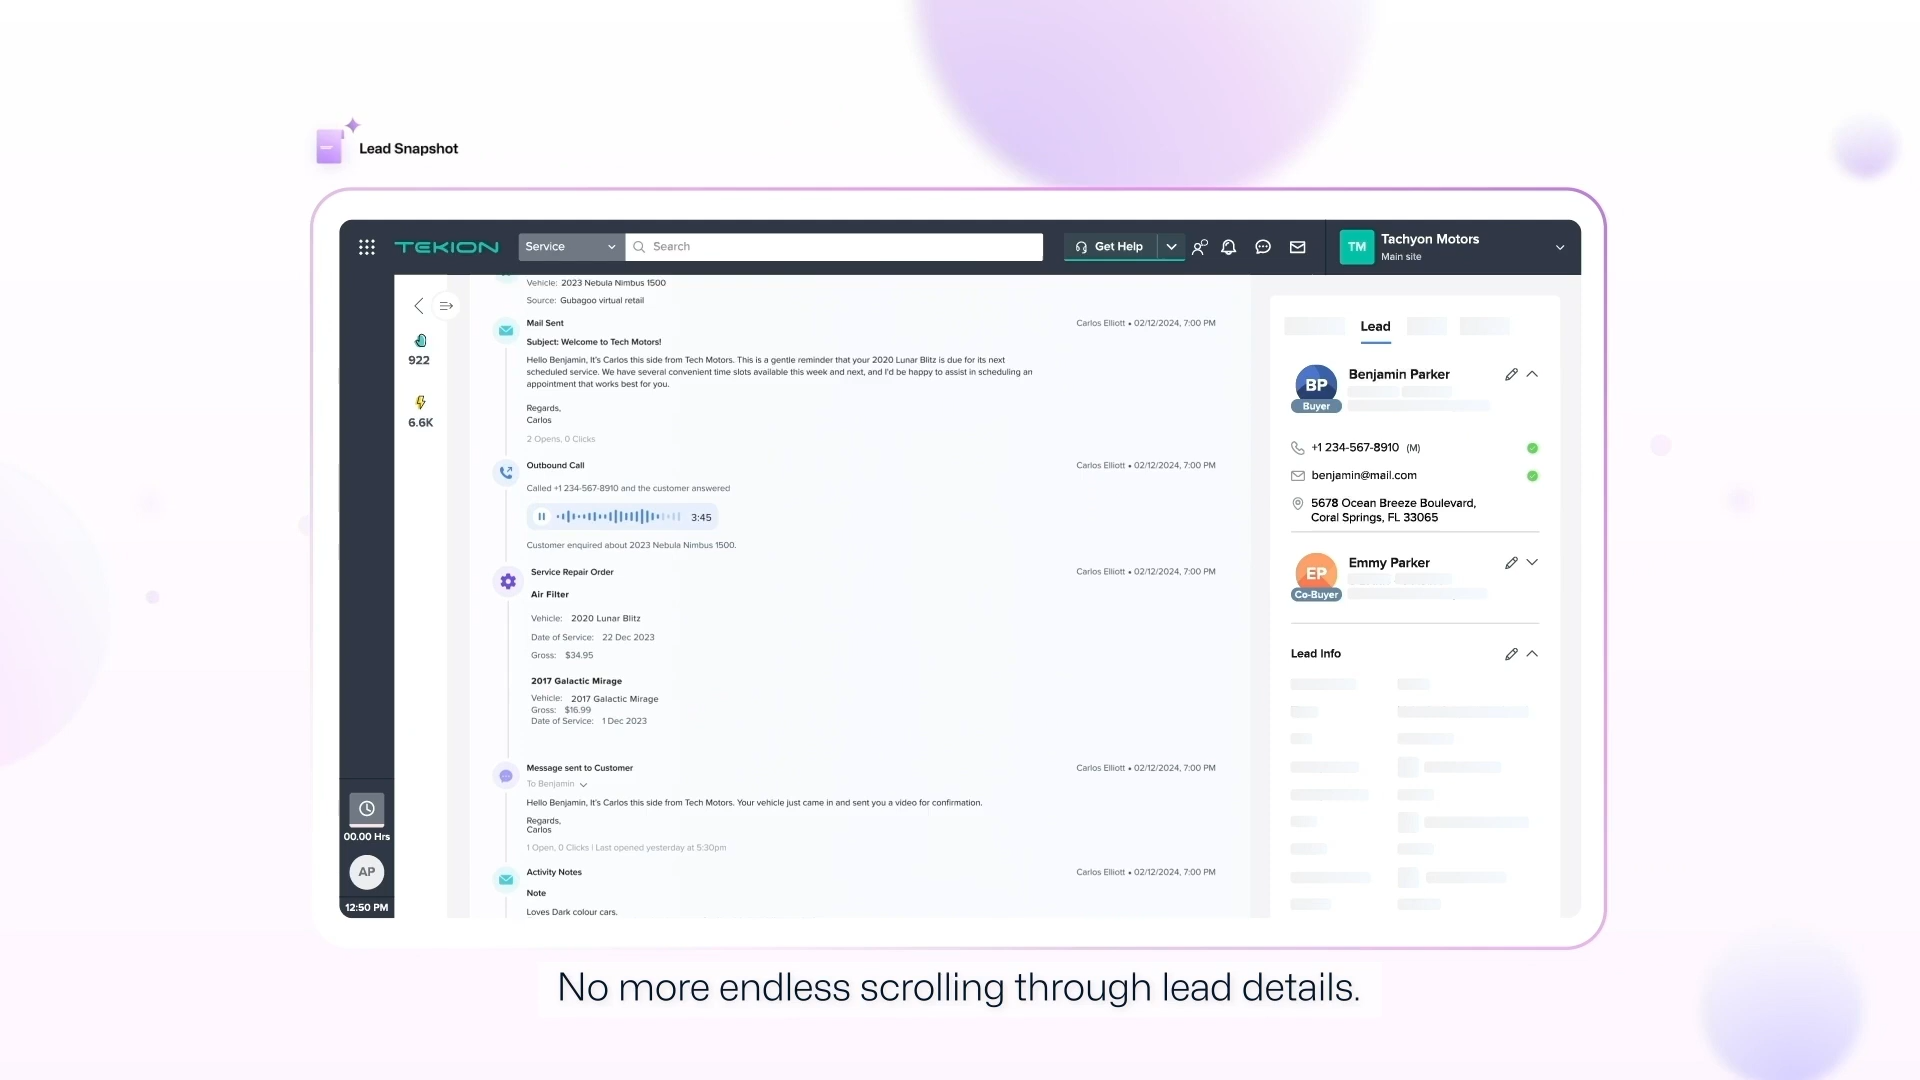 Lead Snapshot
TEKION
Service
Search
Get Help
TM
Tachyon Motors
Main site
922
6.6K
00.00 Hrs
AP
12:50 PM
Vehicle: 2023 Nebula Nimbus 1500
Source: Gubagoo virtual retail
Mail Sent
Carlos Elliott • 02/12/2024, 7:00 PM
Subject: Welcome to Tech Motors!
Hello Benjamin, It's Carlos this side from Tech Motors. This is a gentle reminder that your 2020 Lunar Blitz is due for its next
scheduled service. We have several convenient time slots available this week and next, and I'd be happy to assist in scheduling an
appointment that works best for you.
Regards,
Carlos
2 Opens, 0 Clicks
Outbound Call
Carlos Elliott • 02/12/2024, 7:00 PM
Called +1 234-567-8910 and the customer answered
3:45
Customer enquired about 2023 Nebula Nimbus 1500.
Service Repair Order
Carlos Elliott • 02/12/2024, 7:00 PM
Air Filter
Vehicle: 2020 Lunar Blitz
Date of Service: 22 Dec 2023
Gross: $34.95
2017 Galactic Mirage
Vehicle: 2017 Galactic Mirage
Gross: $16.99
Date of Service: 1 Dec 2023
Message sent to Customer
Carlos Elliott • 02/12/2024, 7:00 PM
To Benjamin
Hello Benjamin, It's Carlos this side from Tech Motors. Your vehicle just came in and sent you a video for confirmation.
Regards,
Carlos
1 Open, 0 Clicks | Last opened yesterday at 5:30pm
Activity Notes
Carlos Elliott • 02/12/2024, 7:00 PM
Note
Loves Dark colour cars.
Lead
BP
Buyer
Benjamin Parker
+1 234-567-8910 (M)
benjamin@mail.com
5678 Ocean Breeze Boulevard,
Coral Springs, FL 33065
EP
Co-Buyer
Emmy Parker
Lead Info
No more endless scrolling through lead details.